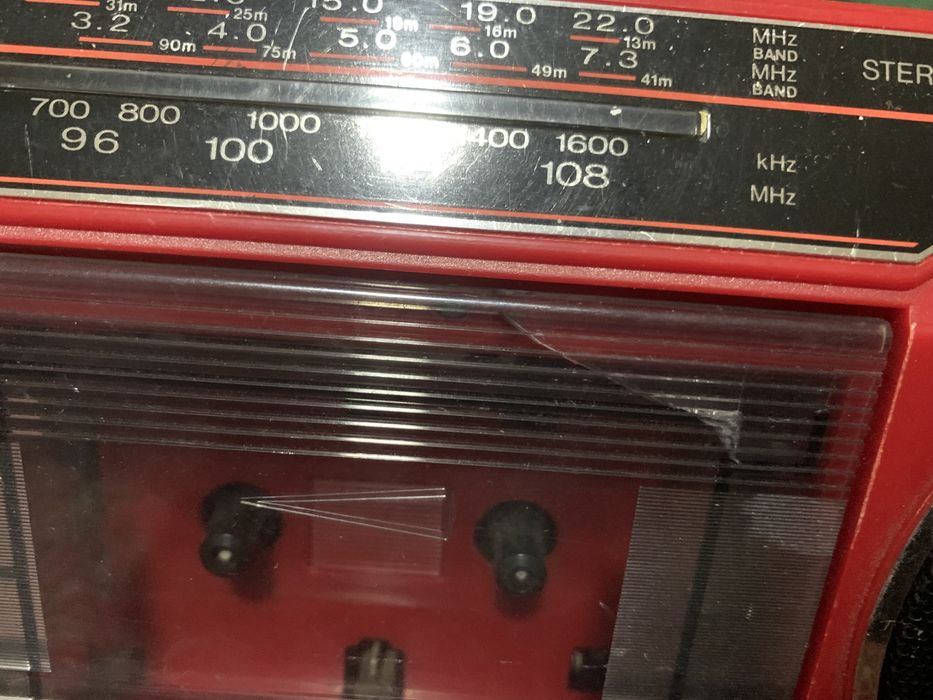 31m 25m 19m 16m 13m
15.0 19.0 22.0 MHz
BAND
3.2 4.0 5.0 6.0 7.3 MHz
90m 75m 60m 49m 41m BAND
STER
700 800 1000 1600 kHz
96 100 108 MHz